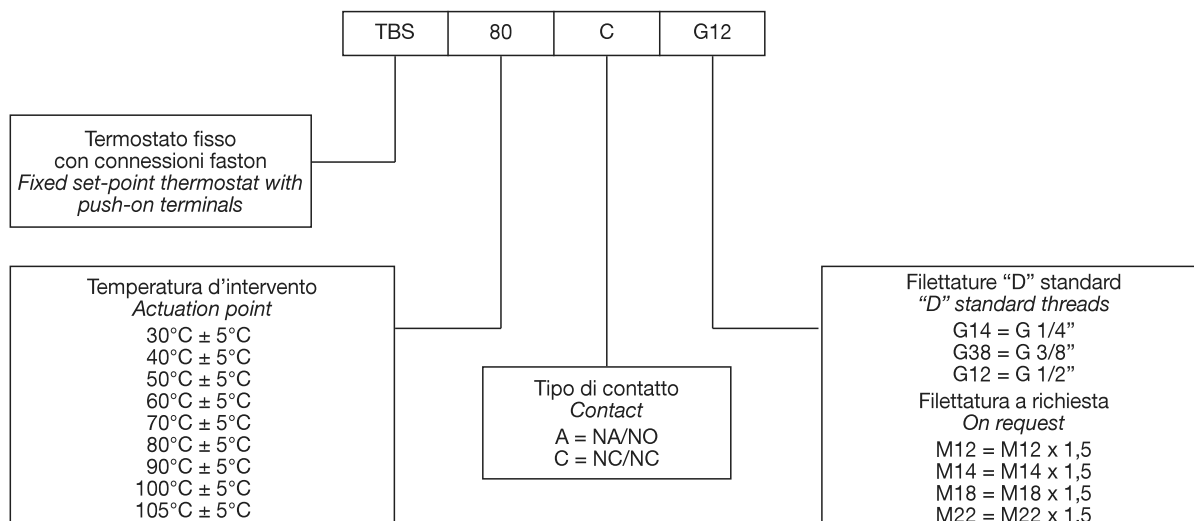 TBS 80 C G12
Termostato fisso
con connessioni faston
Fixed set-point thermostat with
push-on terminals
Temperatura d'intervento
Actuation point
30°C ± 5°C
40°C ± 5°C
50°C ± 5°C
60°C ± 5°C
70°C ± 5°C
80°C ± 5°C
90°C ± 5°C
100°C ± 5°C
105°C ± 5°C
Tipo di contatto
Contact
A = NA/NO
C = NC/NC
Filettature “D” standard
“D” standard threads
G14 = G 1/4”
G38 = G 3/8”
G12 = G 1/2”
Filettatura a richiesta
On request
M12 = M12 x 1,5
M14 = M14 x 1,5
M18 = M18 x 1,5
M22 = M22 x 1,5